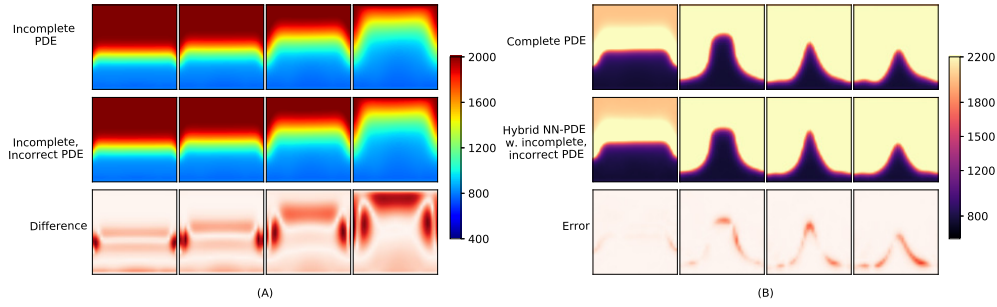 Incomplete
PDE
Incomplete,
Incorrect PDE
Difference
2000
1600
1200
800
400
(A)
Complete PDE
Hybrid NN-PDE
w. incomplete,
incorrect PDE
Error
2200
1800
1500
1200
800
(B)